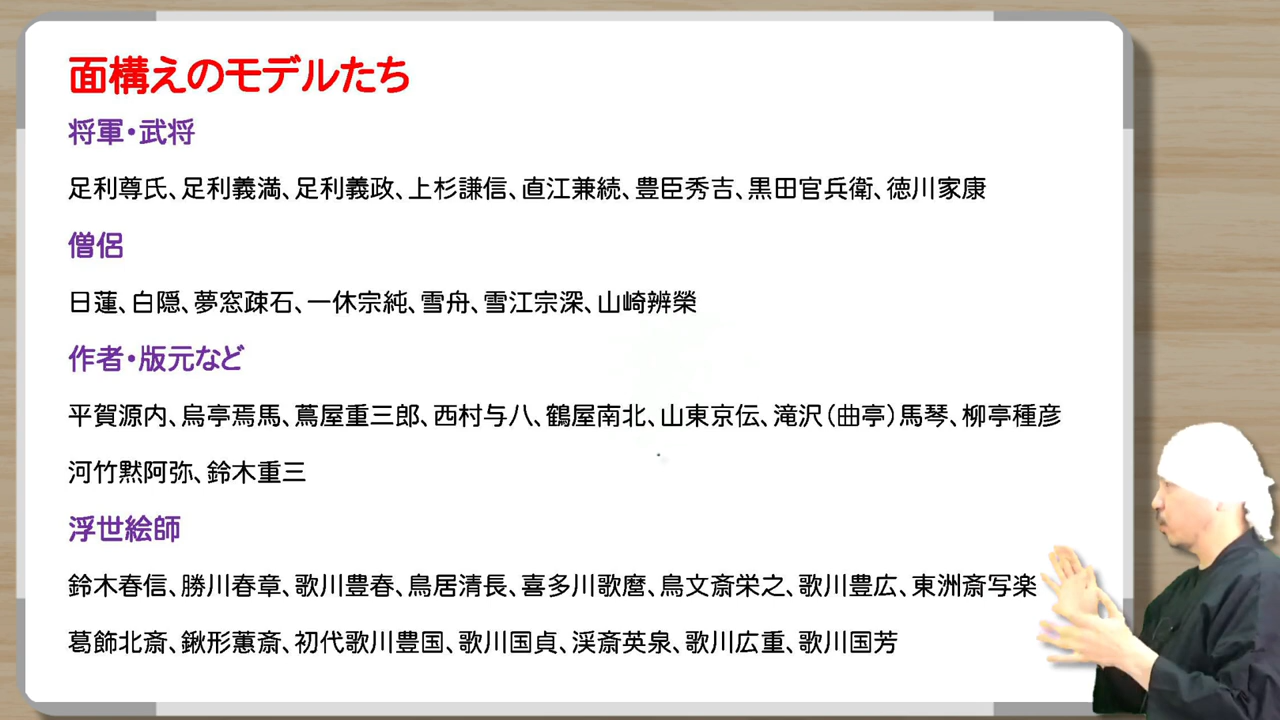 面構えのモデルたち
将軍・武将
足利尊氏、足利義満、足利義政、上杉謙信、直江兼続、豊臣秀吉、黒田官兵衛、徳川家康
僧侶
日蓮、白隠、夢窓疎石、一休宗純、雪舟、雪江宗深、山崎辨榮
作者・版元など
平賀源内、烏亭焉馬、蔦屋重三郎、西村与八、鶴屋南北、山東京伝、滝沢(曲亭)馬琴、柳亭種彦
河竹黙阿弥、鈴木重三
浮世絵師
鈴木春信、勝川春章、歌川豊春、鳥居清長、喜多川歌麿、鳥文斎栄之、歌川豊広、東洲斎写楽
葛飾北斎、鍬形蕙斎、初代歌川豊国、歌川国貞、渓斎英泉、歌川広重、歌川国芳